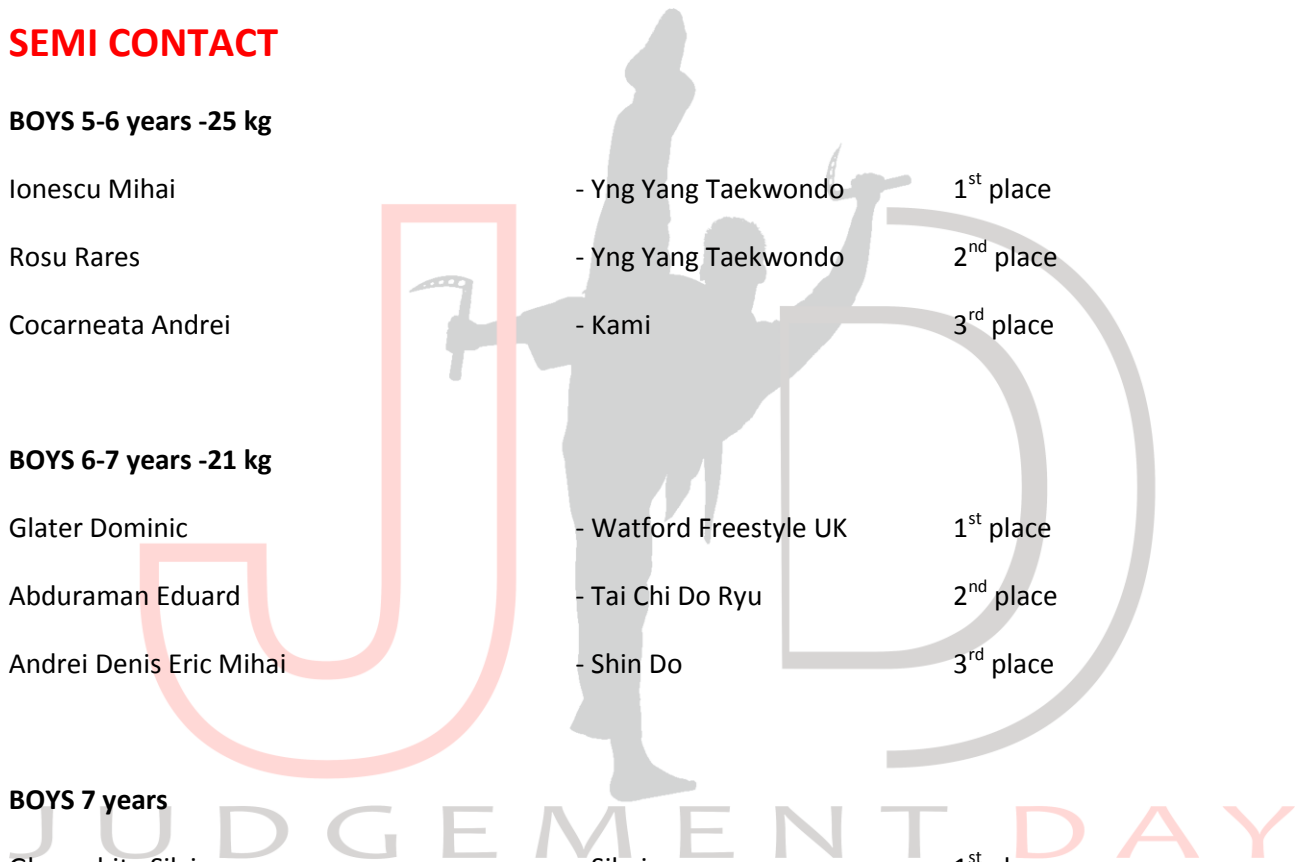 SEMI CONTACT
BOYS 5-6 years -25 kg
Ionescu Mihai - Yng Yang Taekwondo 1st place
Rosu Rares - Yng Yang Taekwondo 2nd place
Cocarneata Andrei - Kami 3rd place
BOYS 6-7 years -21 kg
Glater Dominic - Watford Freestyle UK 1st place
Abduraman Eduard - Tai Chi Do Ryu 2nd place
Andrei Denis Eric Mihai - Shin Do 3rd place
BOYS 7 years
JD
JUDGEMENT DAY
1st